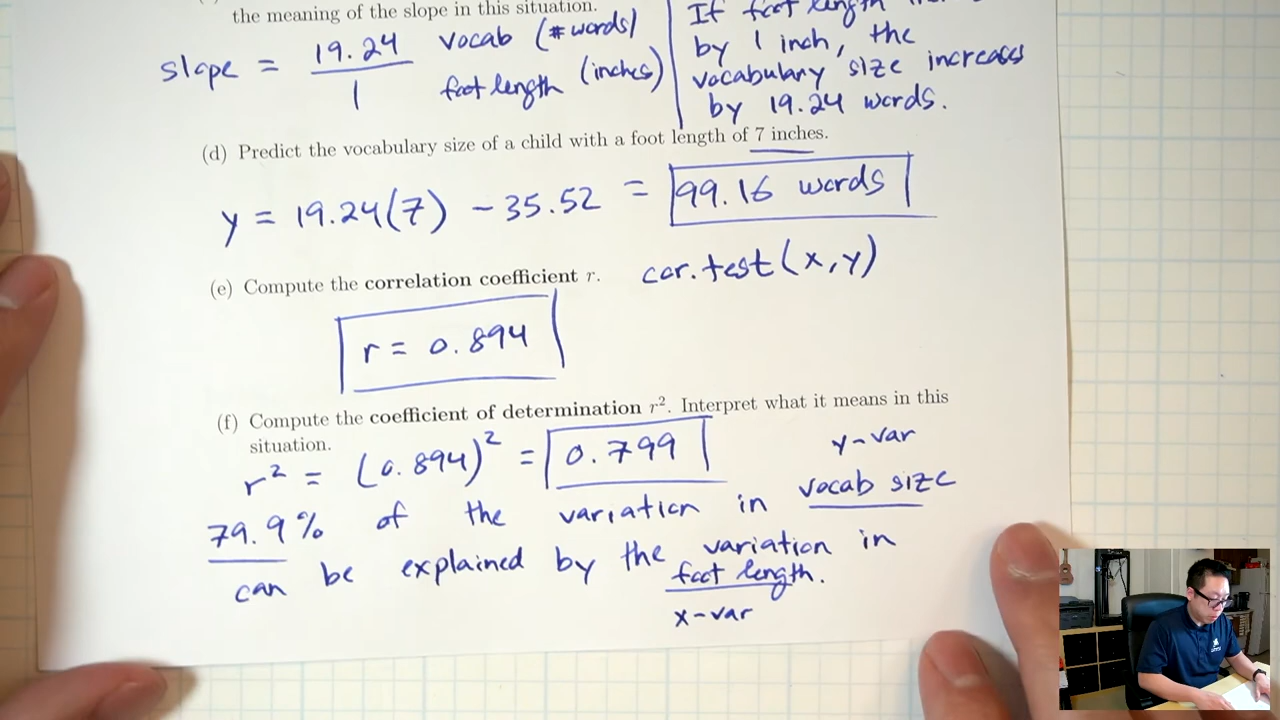 the meaning of the slope in this situation.
slope = 19.24 / 1 vocab (#words) / foot length (inches)
If foot length
by 1 inch, the
vocabulary size increases
by 19.24 words.
(d) Predict the vocabulary size of a child with a foot length of 7 inches.
y = 19.24(7) - 35.52 = 99.16 words
(e) Compute the correlation coefficient r. cor.test(x,y)
r = 0.894
(f) Compute the coefficient of determination r². Interpret what it means in this
situation.
r² = (0.894)² = 0.799
y-var
79.9% of the variation in vocab size
can be explained by the variation in
foot length.
x-var